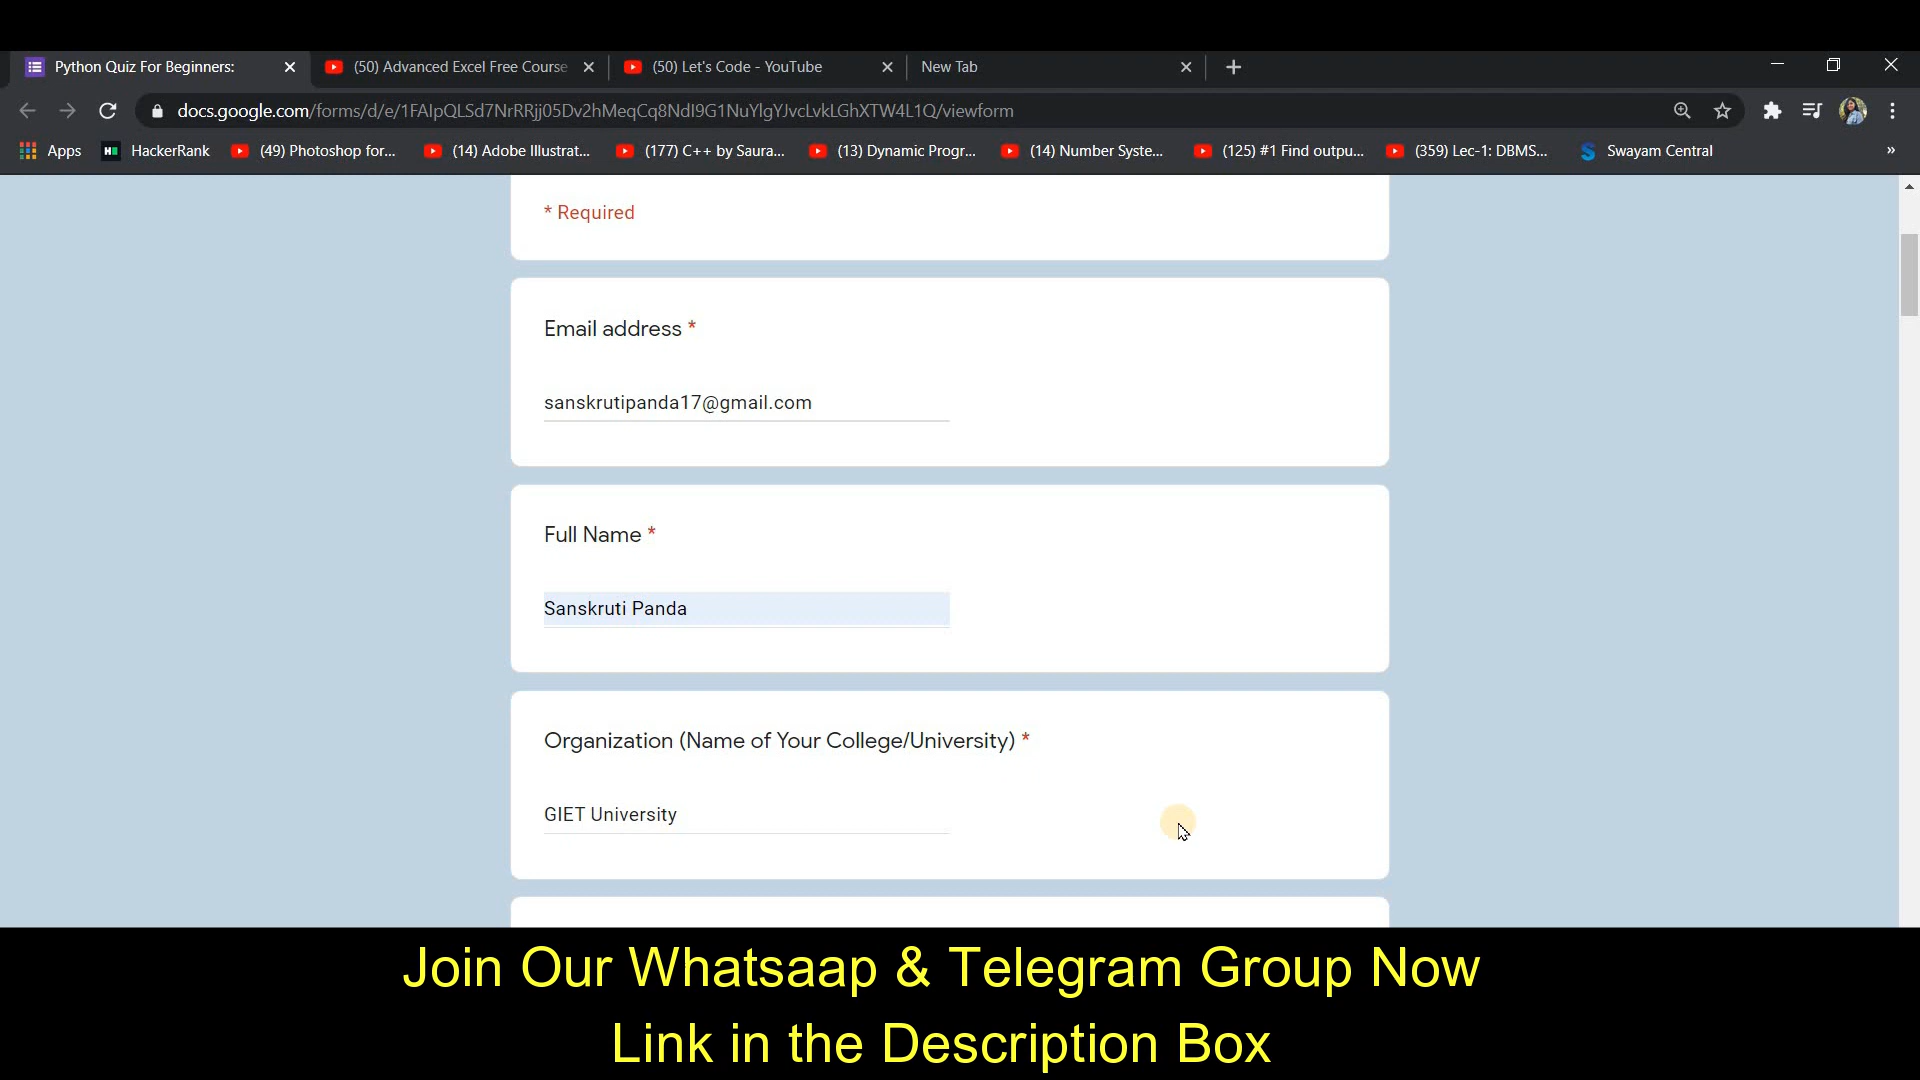 Python Quiz For Beginners:
(50) Advanced Excel Free Course
(50) Let's Code - YouTube
New Tab
docs.google.com/forms/d/e/1FAIpQLSd7NrRRjj05Dv2hMeqCq8NdI9G1NuYlgYJvcLvkLGhXTW4L1Q/viewform
Apps
HackerRank
(49) Photoshop for...
(14) Adobe Illustrat...
(177) C++ by Saura...
(13) Dynamic Progr...
(14) Number Syste...
(125) #1 Find outpu...
(359) Lec-1: DBMS...
Swayam Central
»
* Required
Email address *
sanskrutipanda17@gmail.com
Full Name *
Sanskruti Panda
Organization (Name of Your College/University) *
GIET University
Join Our Whatsaap & Telegram Group Now
Link in the Description Box